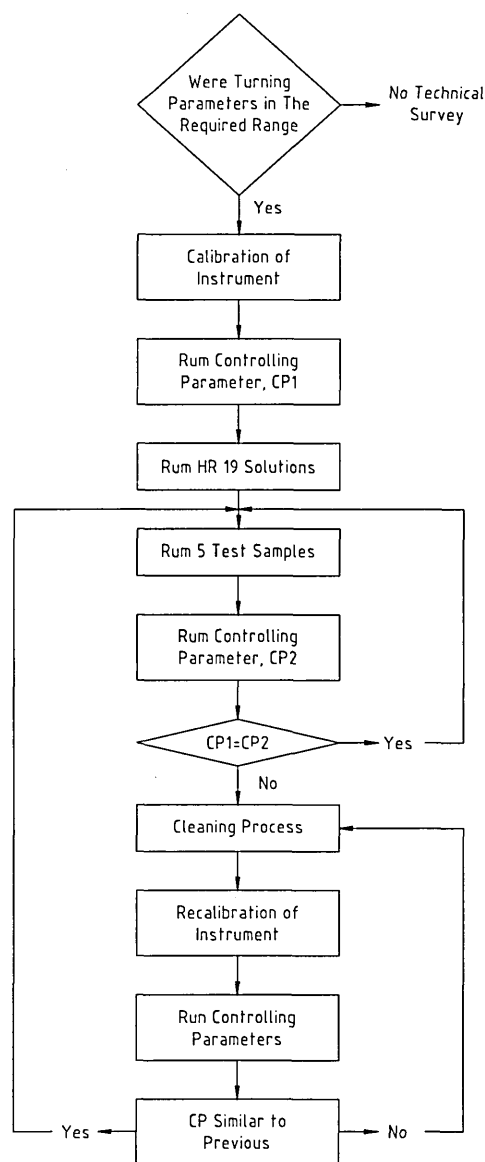 Were Turning
Parameters in The
Required Range
No Technical
Survey
Yes
Calibration of
Instrument
Rum Controlling
Parameter, CP1
Rum HR 19 Solutions
Rum 5 Test Samples
Rum Controlling
Parameter, CP2
CP1=CP2
Yes
No
Cleaning Process
Recalibration of
Instrument
Run Controlling
Parameters
Yes
CP Similar to
Previous
No